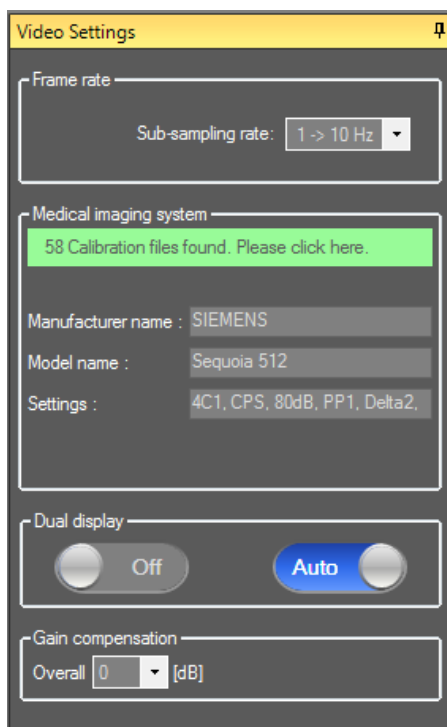 Video Settings
Frame rate
Sub-sampling rate: 1 -> 10 Hz
Medical imaging system
58 Calibration files found. Please click here.
Manufacturer name : SIEMENS
Model name : Sequoia 512
Settings : 4C1, CPS, 80dB, PP1, Delta2,
Dual display
Off Auto
Gain compensation
Overall 0 [dB]